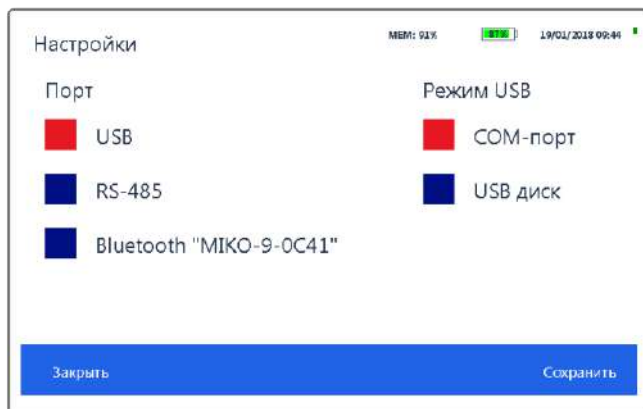 Настройки
MEM: 91%
87%
19/01/2018 09:44
Порт
Режим USB
USB
COM-порт
RS-485
USB диск
Bluetooth "MIKO-9-0C41"
Закрыть
Сохранить